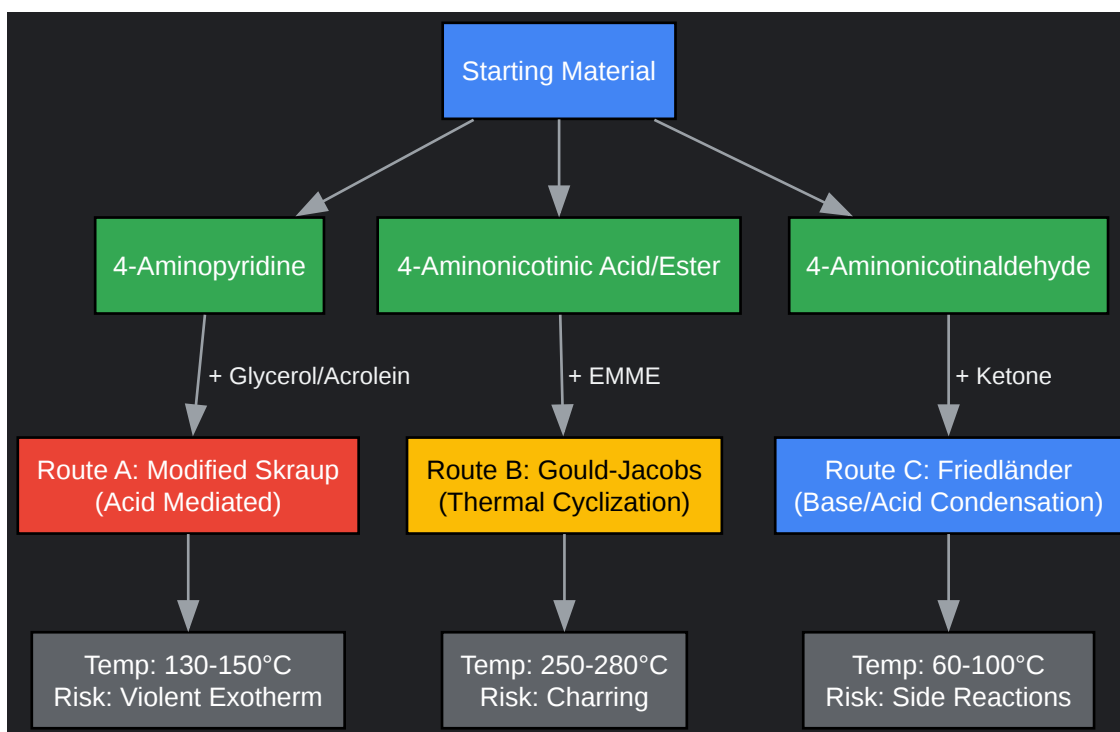 Starting Material
4-Aminopyridine
4-Aminonicotinic Acid/Ester
4-Aminonicotinaldehyde
+ Glycerol/Acrolein
+ EMME
+ Ketone
Route A: Modified Skraup
(Acid Mediated)
Route B: Gould-Jacobs
(Thermal Cyclization)
Route C: Friedländer
(Base/Acid Condensation)
Temp: 130-150°C
Risk: Violent Exotherm
Temp: 250-280°C
Risk: Charring
Temp: 60-100°C
Risk: Side Reactions